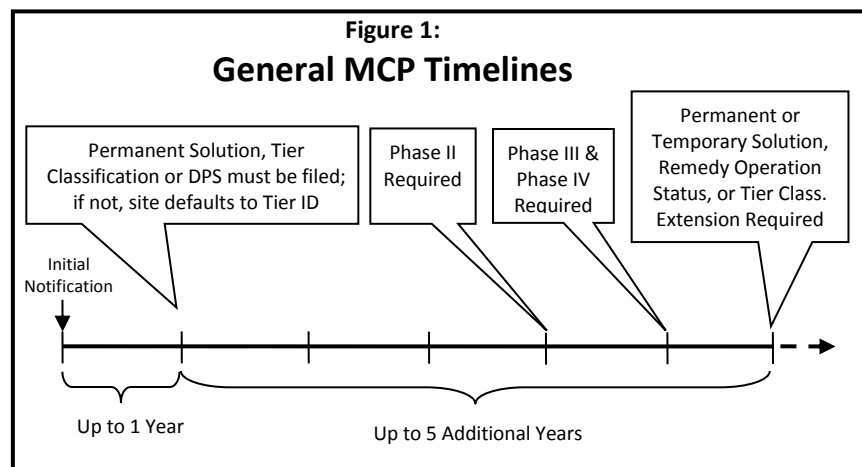 Figure 1:
General MCP Timelines
Permanent Solution, Tier
Classification or DPS must be filed;
if not, site defaults to Tier ID
Phase II
Required
Phase III &
Phase IV
Required
Permanent or
Temporary Solution,
Remedy Operation
Status, or Tier Class.
Extension Required
Initial
Notification
Up to 1 Year
Up to 5 Additional Years